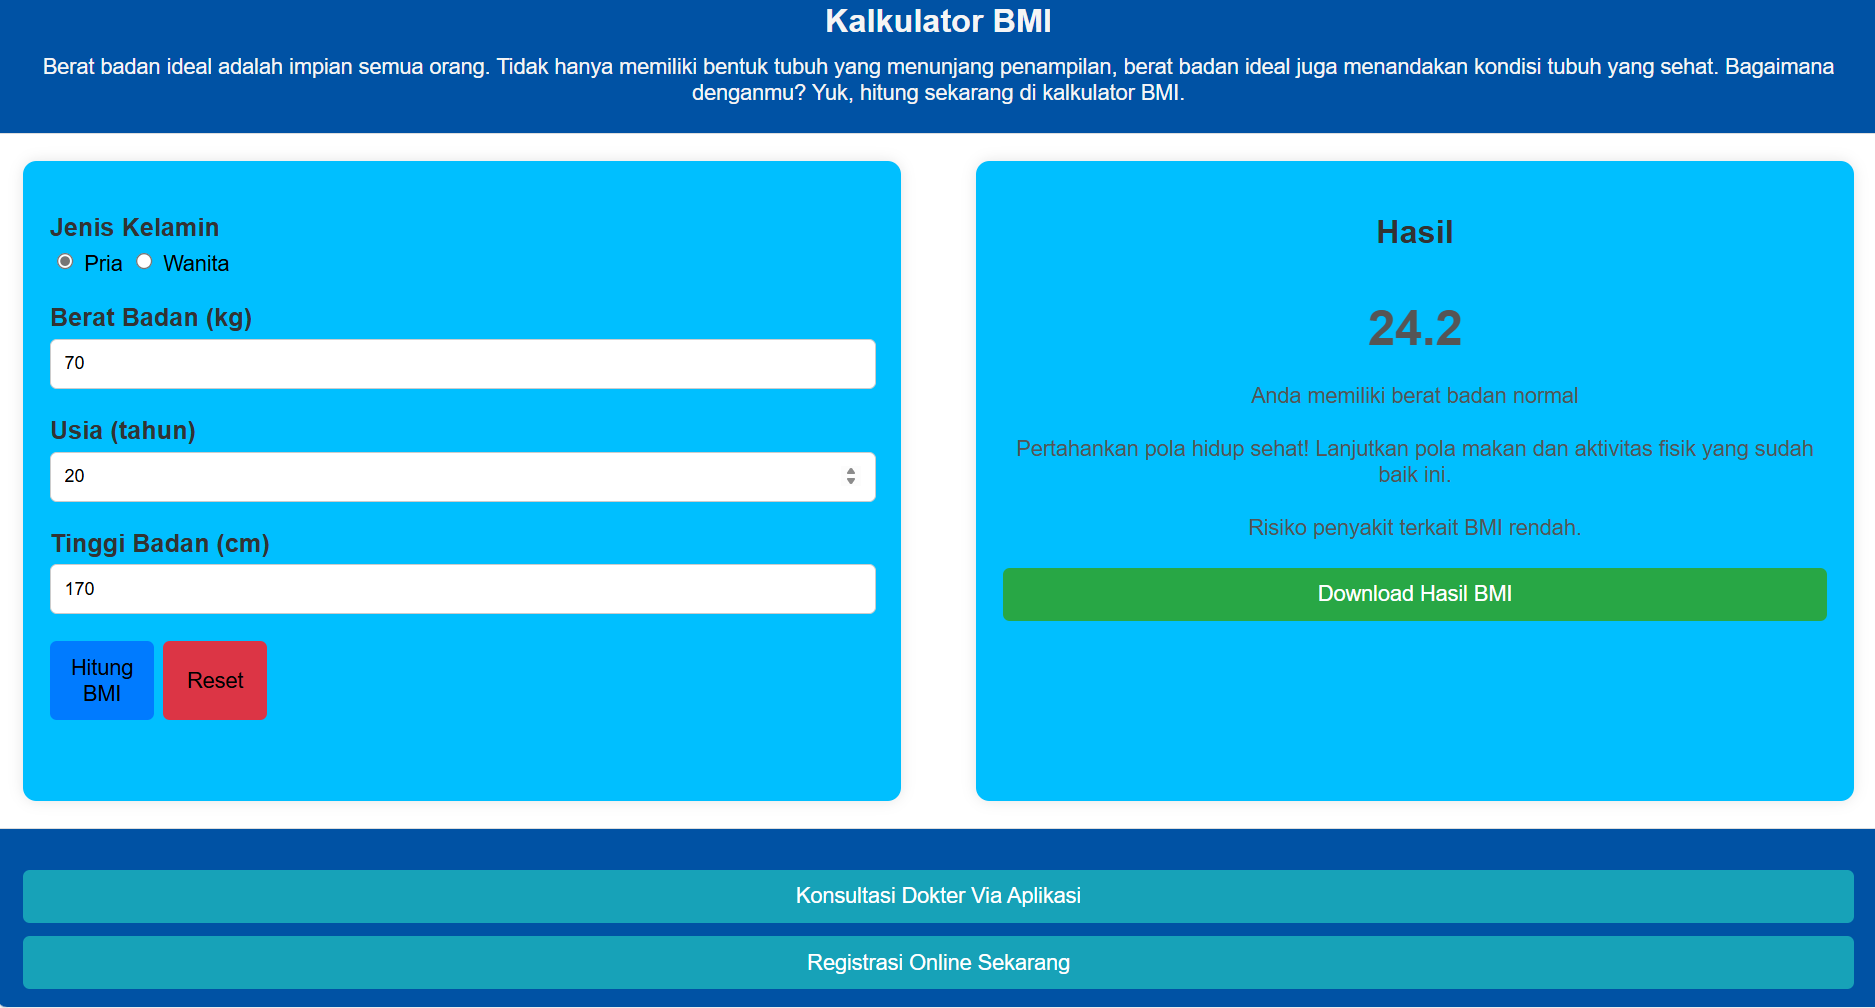 Kalkulator BMI
Berat badan ideal adalah impian semua orang. Tidak hanya memiliki bentuk tubuh yang menunjang penampilan, berat badan ideal juga menandakan kondisi tubuh yang sehat. Bagaimana
denganmu? Yuk, hitung sekarang di kalkulator BMI.
Jenis Kelamin
Pria Wanita
Berat Badan (kg)
70
Usia (tahun)
20
Tinggi Badan (cm)
170
Hitung
BMI
Reset
Hasil
24.2
Anda memiliki berat badan normal
Pertahankan pola hidup sehat! Lanjutkan pola makan dan aktivitas fisik yang sudah
baik ini.
Risiko penyakit terkait BMI rendah.
Download Hasil BMI
Konsultasi Dokter Via Aplikasi
Registrasi Online Sekarang